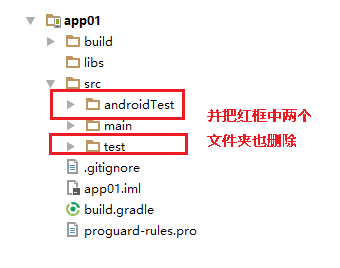 app01
build
libs
src
androidTest
并把红框中两个
文件夹也删除
main
test
.gitignore
app01.iml
build.gradle
proguard-rules.pro